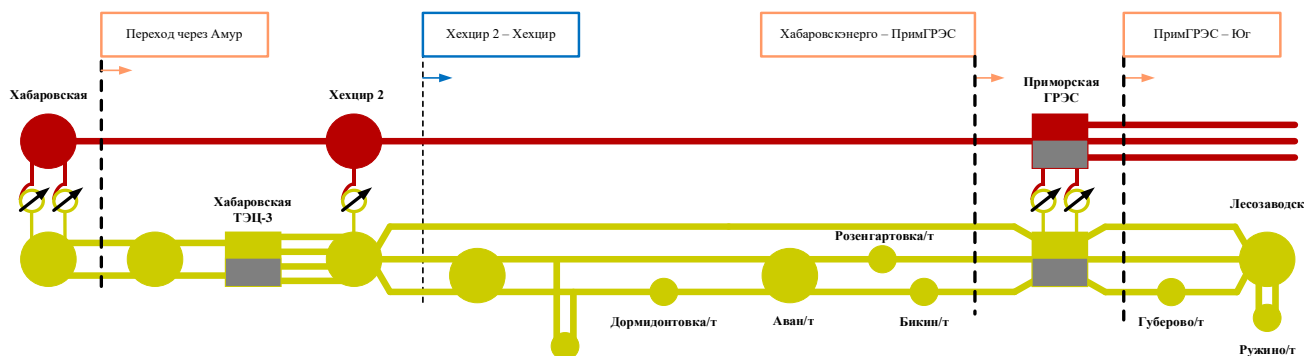 Переход через Амур
Хехцир 2 – Хехцир
Хабаровскэнерго – ПримГРЭС
ПримГРЭС – Юг
Хабаровская
Хехцир 2
Приморская
ГРЭС
Хабаровская
ТЭЦ-3
Лесозаводск
Розенгартовка/т
Дормидонтовка/т
Аван/т
Бикин/т
Губерово/т
Ружино/т